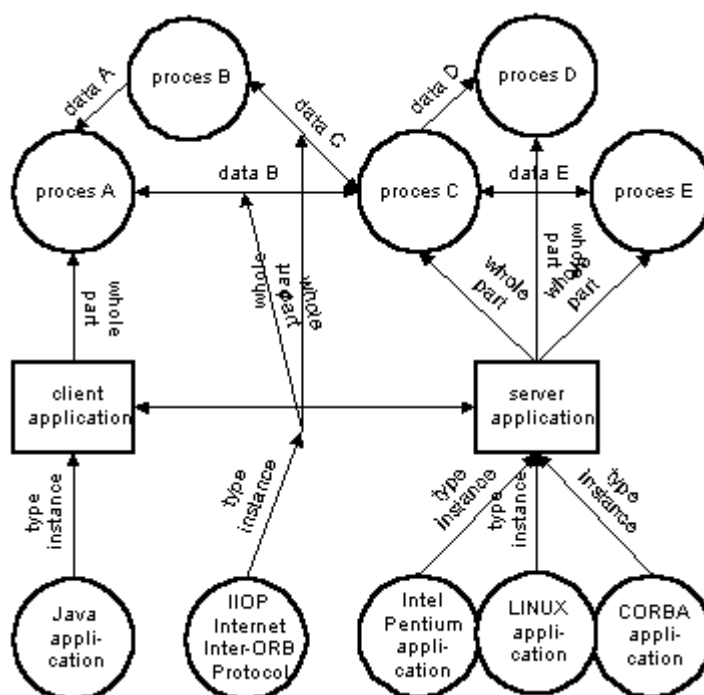 proces B
proces D
data A
data C
data D
proces A
data B
proces C
data E
proces E
whole
part
whole
part
whole
part
whole
part
whole
part
whole
part
client
application
server
application
type
instance
type
instance
type
instance
type
instance
type
instance
Java
appli-
cation
IIOP
Internet
Inter-ORB
Protocol
Intel
Pentium
appli-
cation
LINUX
appli-
cation
CORBA
appli-
cation